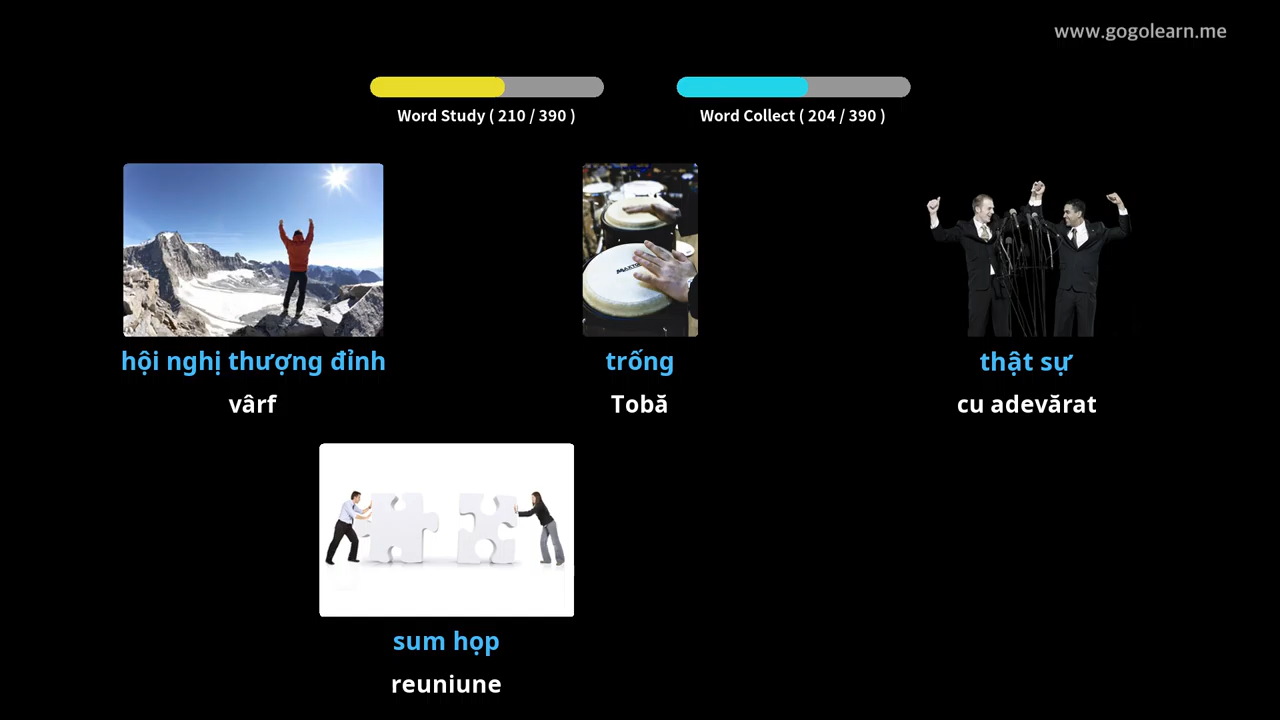 www.gogolearn.me
Word Study ( 210 / 390 )
Word Collect ( 204 / 390 )
hội nghị thượng đỉnh
trống
thật sự
vârf
Tobă
cu adevărat
sum họp
reuniune